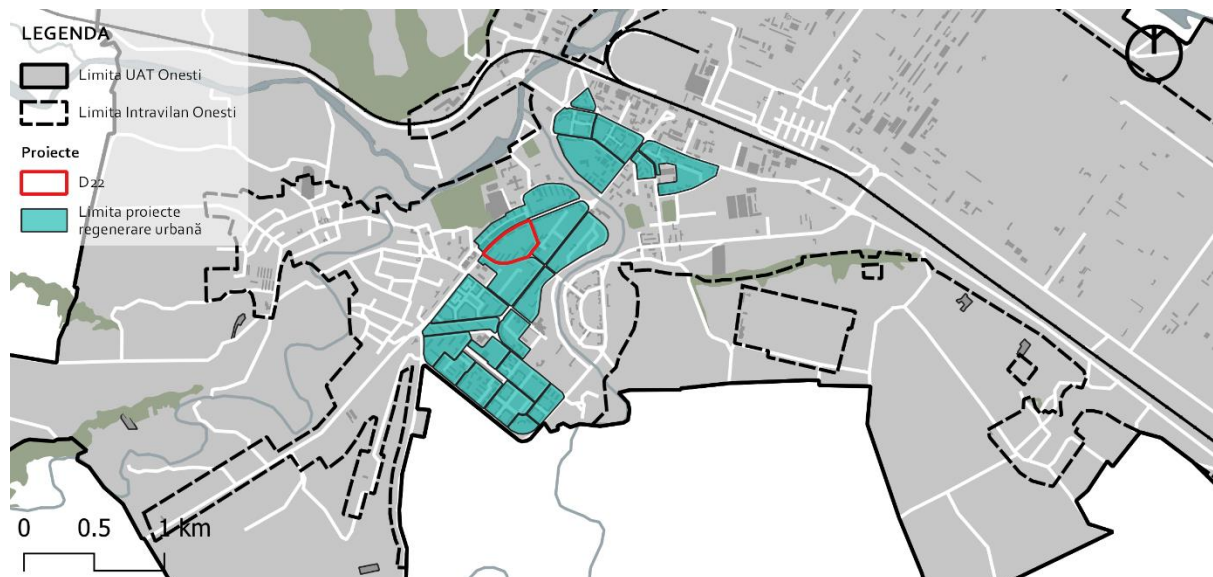 LEGENDA
Limita UAT Onesti
Limita Intravilan Onesti
Proiecte
D22
Limita proiecte
regenerare urbană
0 0.5 1 km